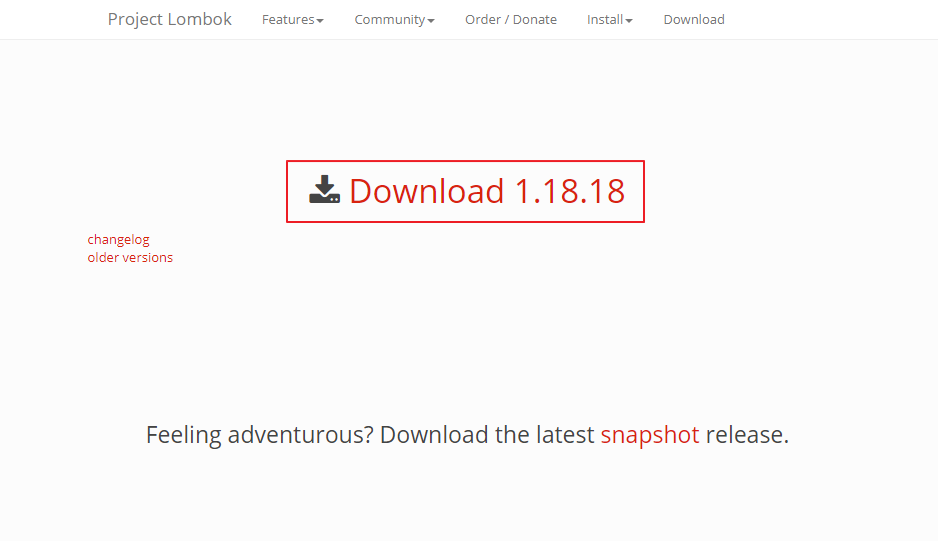 Project Lombok Features Community Order / Donate Install Download
Download 1.18.18
changelog
older versions
Feeling adventurous? Download the latest snapshot release.